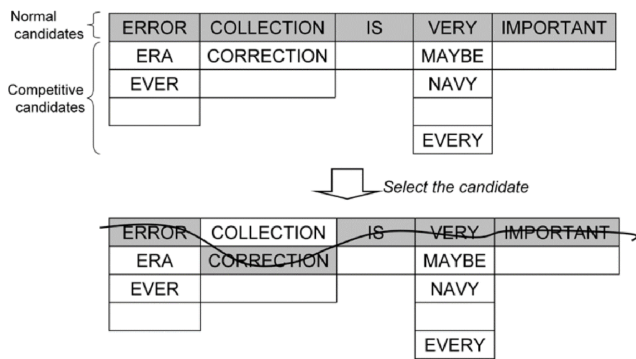 Normal candidates
ERROR COLLECTION IS VERY IMPORTANT
Competitive candidates
ERA CORRECTION MAYBE
EVER NAVY
EVERY
Select the candidate
ERROR COLLECTION IS VERY IMPORTANT
ERA CORRECTION MAYBE
EVER NAVY
EVERY